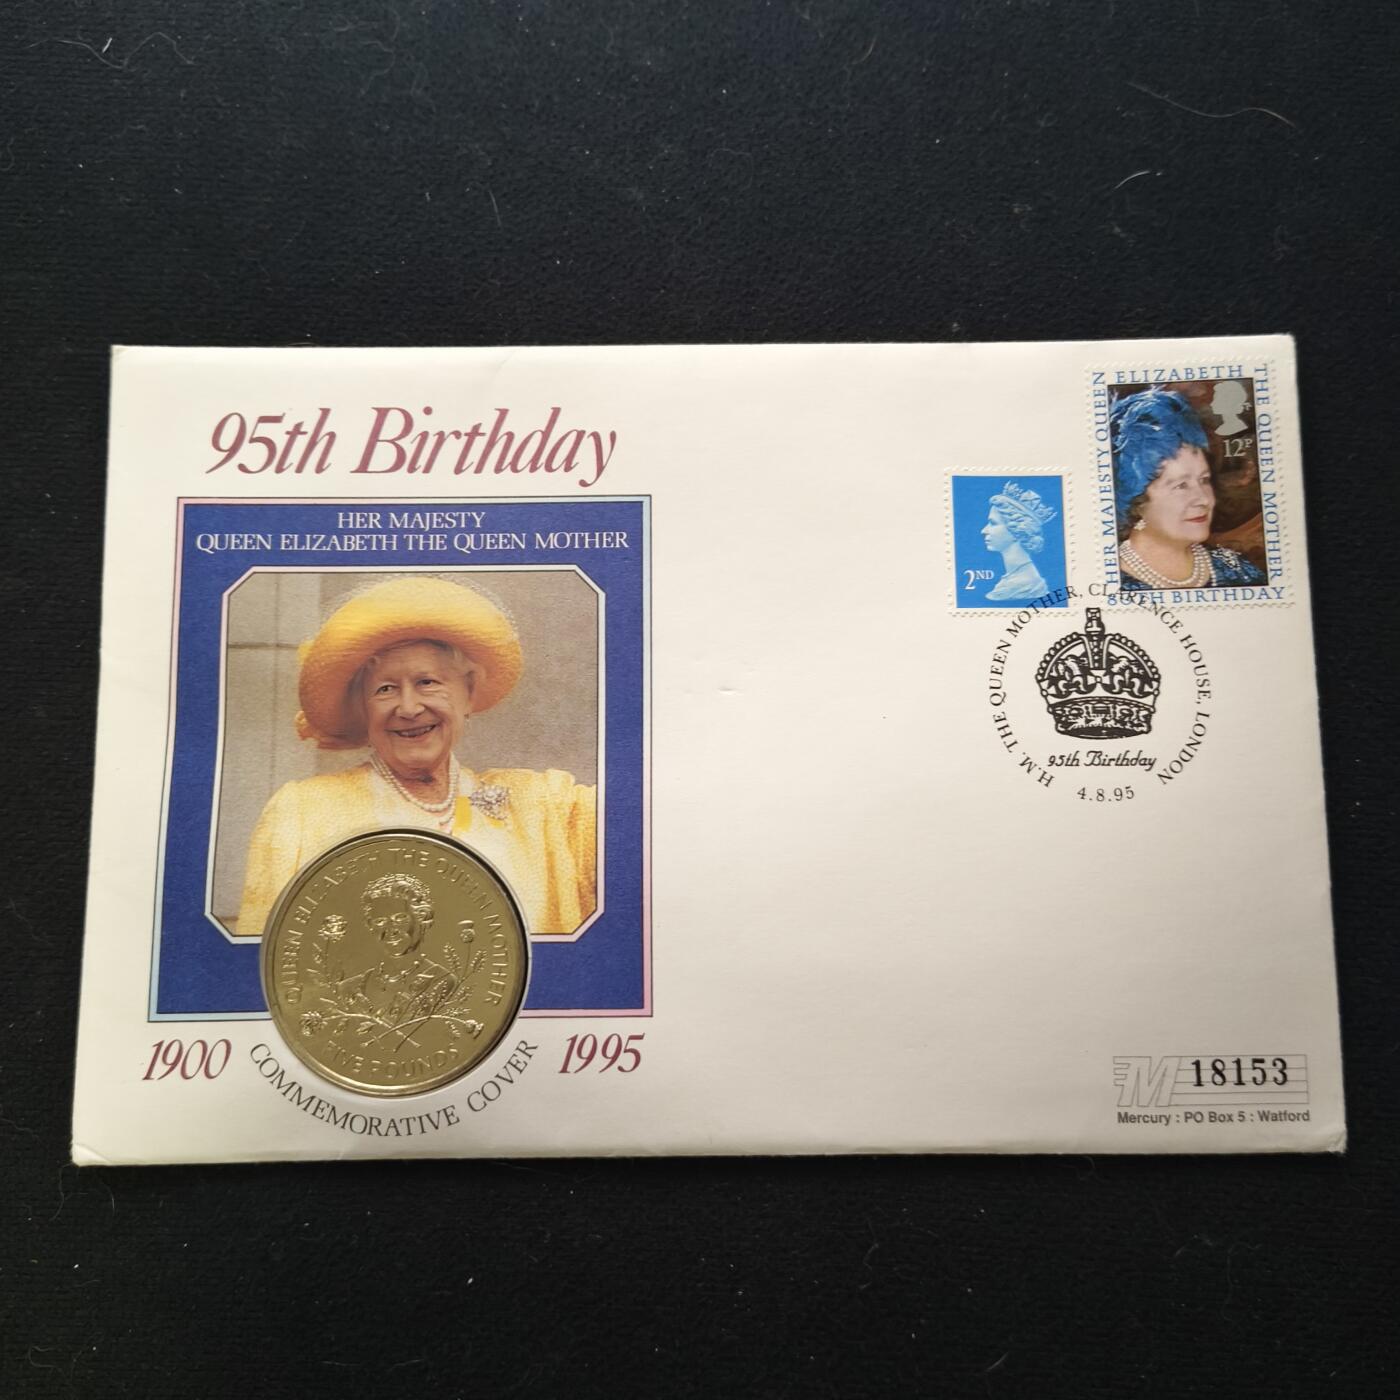 95th Birthday
HER MAJESTY
QUEEN ELIZABETH THE QUEEN MOTHER
QUEEN ELIZABETH THE QUEEN MOTHER
FIVE POUNDS
1900
1995
COMMEMORATIVE COVER
2ND
HER MAJESTY QUEEN ELIZABETH THE QUEEN MOTHER
12P
80TH BIRTHDAY
H.M. THE QUEEN MOTHER, CLARENCE HOUSE, LONDON
95th Birthday
4.8.95
M 18153
Mercury : PO Box 5 : Watford